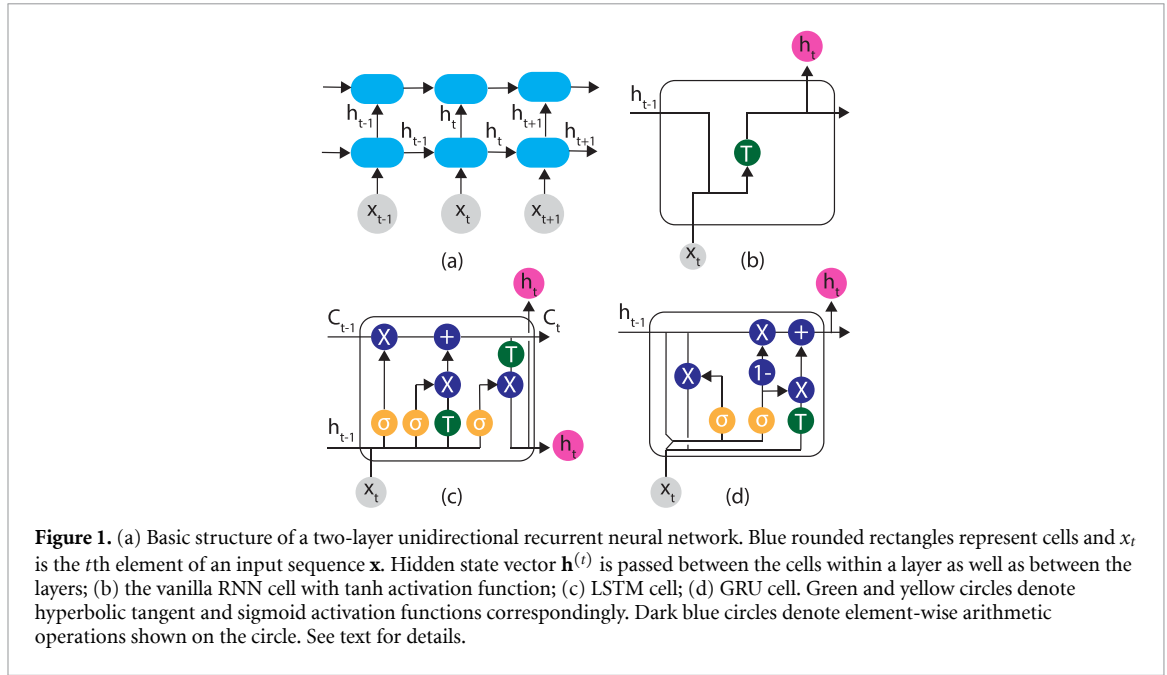 h_{t-1} h_t h_{t+1}
h_{t-1} h_t h_{t+1}
x_{t-1} x_t x_{t+1}
(a)
h_t
h_{t-1}
T
x_t
(b)
h_t
C_{t-1} C_t
X +
T
X X
σ σ T σ
h_{t-1}
h_t
x_t
(c)
h_t
h_{t-1}
X +
X 1-
X
σ σ T
x_t
(d)
Figure 1. (a) Basic structure of a two-layer unidirectional recurrent neural network. Blue rounded rectangles represent cells and x_t
is the tth element of an input sequence x. Hidden state vector h^{(t)} is passed between the cells within a layer as well as between the
layers; (b) the vanilla RNN cell with tanh activation function; (c) LSTM cell; (d) GRU cell. Green and yellow circles denote
hyperbolic tangent and sigmoid activation functions correspondingly. Dark blue circles denote element-wise arithmetic
operations shown on the circle. See text for details.